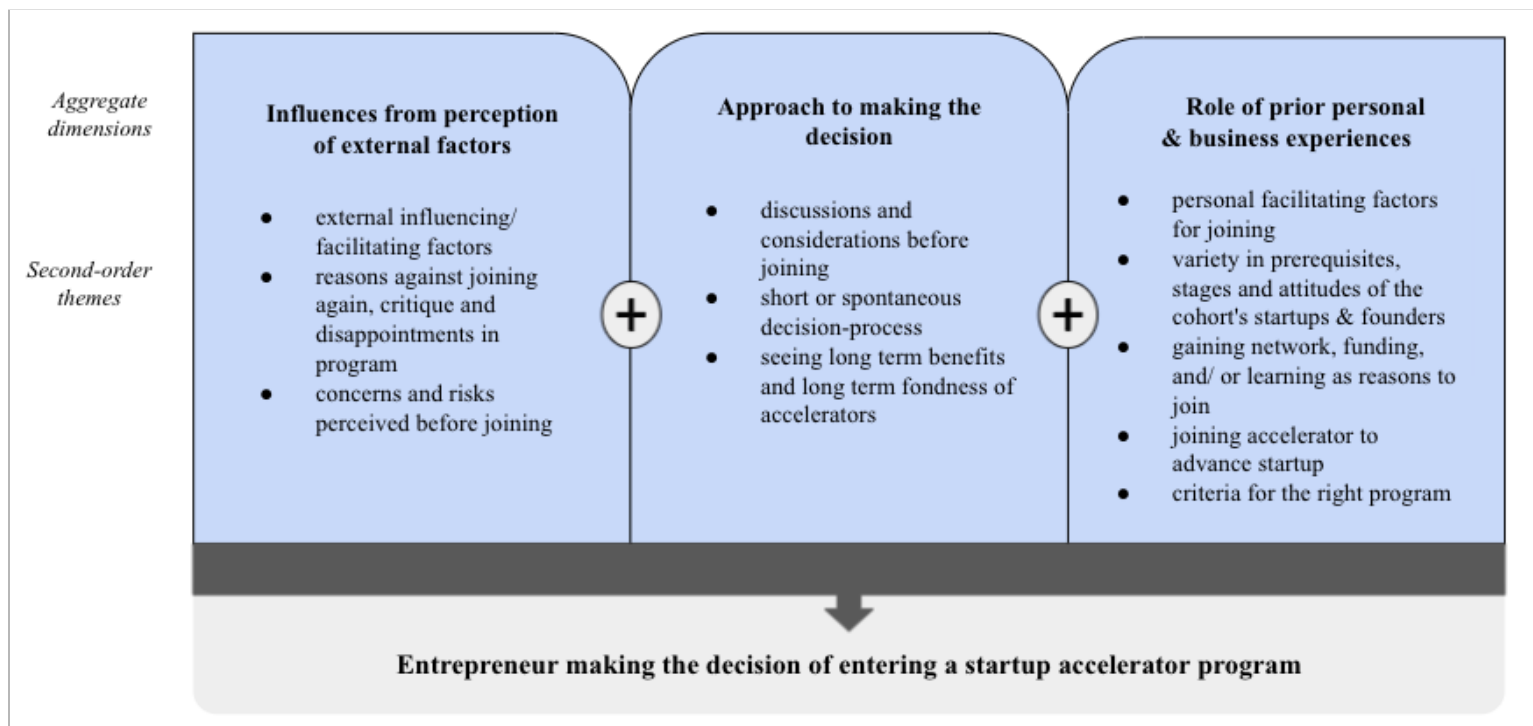 Aggregate
dimensions
Influences from perception
of external factors
Approach to making the
decision
Role of prior personal
& business experiences
Second-order
themes
● external influencing/
facilitating factors
● reasons against joining
again, critique and
disappointments in
program
● concerns and risks
perceived before joining
● discussions and
considerations before
joining
● short or spontaneous
decision-process
● seeing long term benefits
and long term fondness of
accelerators
● personal facilitating factors
for joining
● variety in prerequisites,
stages and attitudes of the
cohort's startups & founders
● gaining network, funding,
and/ or learning as reasons to
join
● joining accelerator to
advance startup
● criteria for the right program
+
+
Entrepreneur making the decision of entering a startup accelerator program